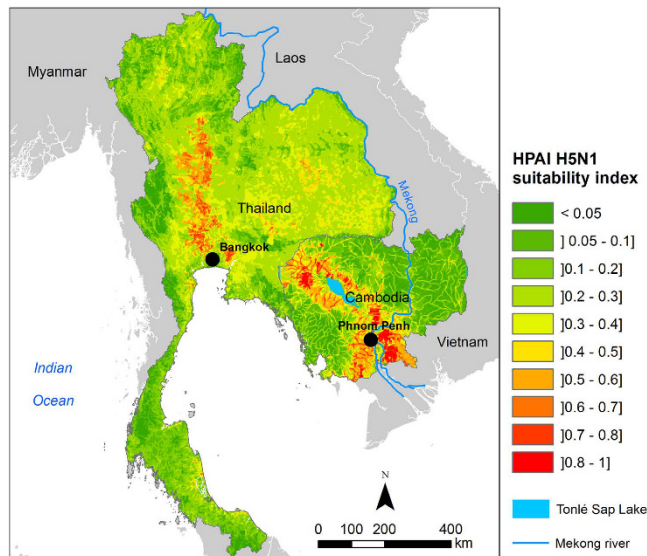 Myanmar
Laos
Mekong
Thailand
Bangkok
Cambodia
Phnom Penh
Vietnam
Indian
Ocean
N
0 100 200 400
km
HPAI H5N1
suitability index
< 0.05
] 0.05 - 0.1]
]0.1 - 0.2]
]0.2 - 0.3]
]0.3 - 0.4]
]0.4 - 0.5]
]0.5 - 0.6]
]0.6 - 0.7]
]0.7 - 0.8]
]0.8 - 1]
Tonlé Sap Lake
Mekong river